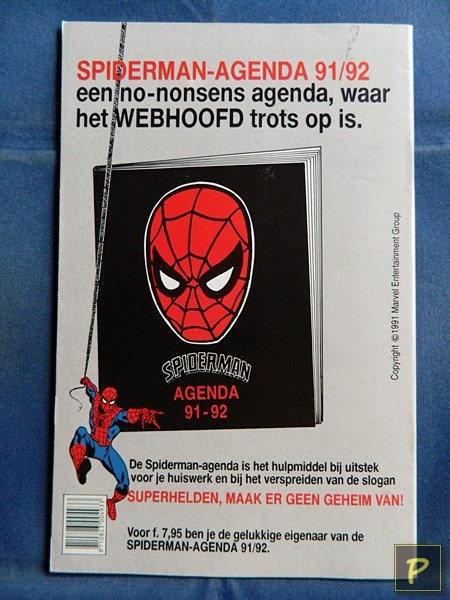 SPIDERMAN-AGENDA 91/92
een no-nonsens agenda, waar
het WEBHOOFD trots op is.
SPIDERMAN
AGENDA
91-92
Copyright ©1991 Marvel Entertainment Group
De Spiderman-agenda is het hulpmiddel bij uitstek
voor je huiswerk en bij het verspreiden van de slogan
SUPERHELDEN, MAAK ER GEEN GEHEIM VAN!
Voor f. 7,95 ben je de gelukkige eigenaar van de
SPIDERMAN-AGENDA 91/92.
P